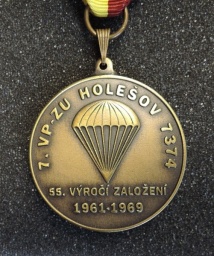 7. VP-ZU HOLEŠOV 7374
55. VÝROČÍ ZALOŽENÍ
1961-1969